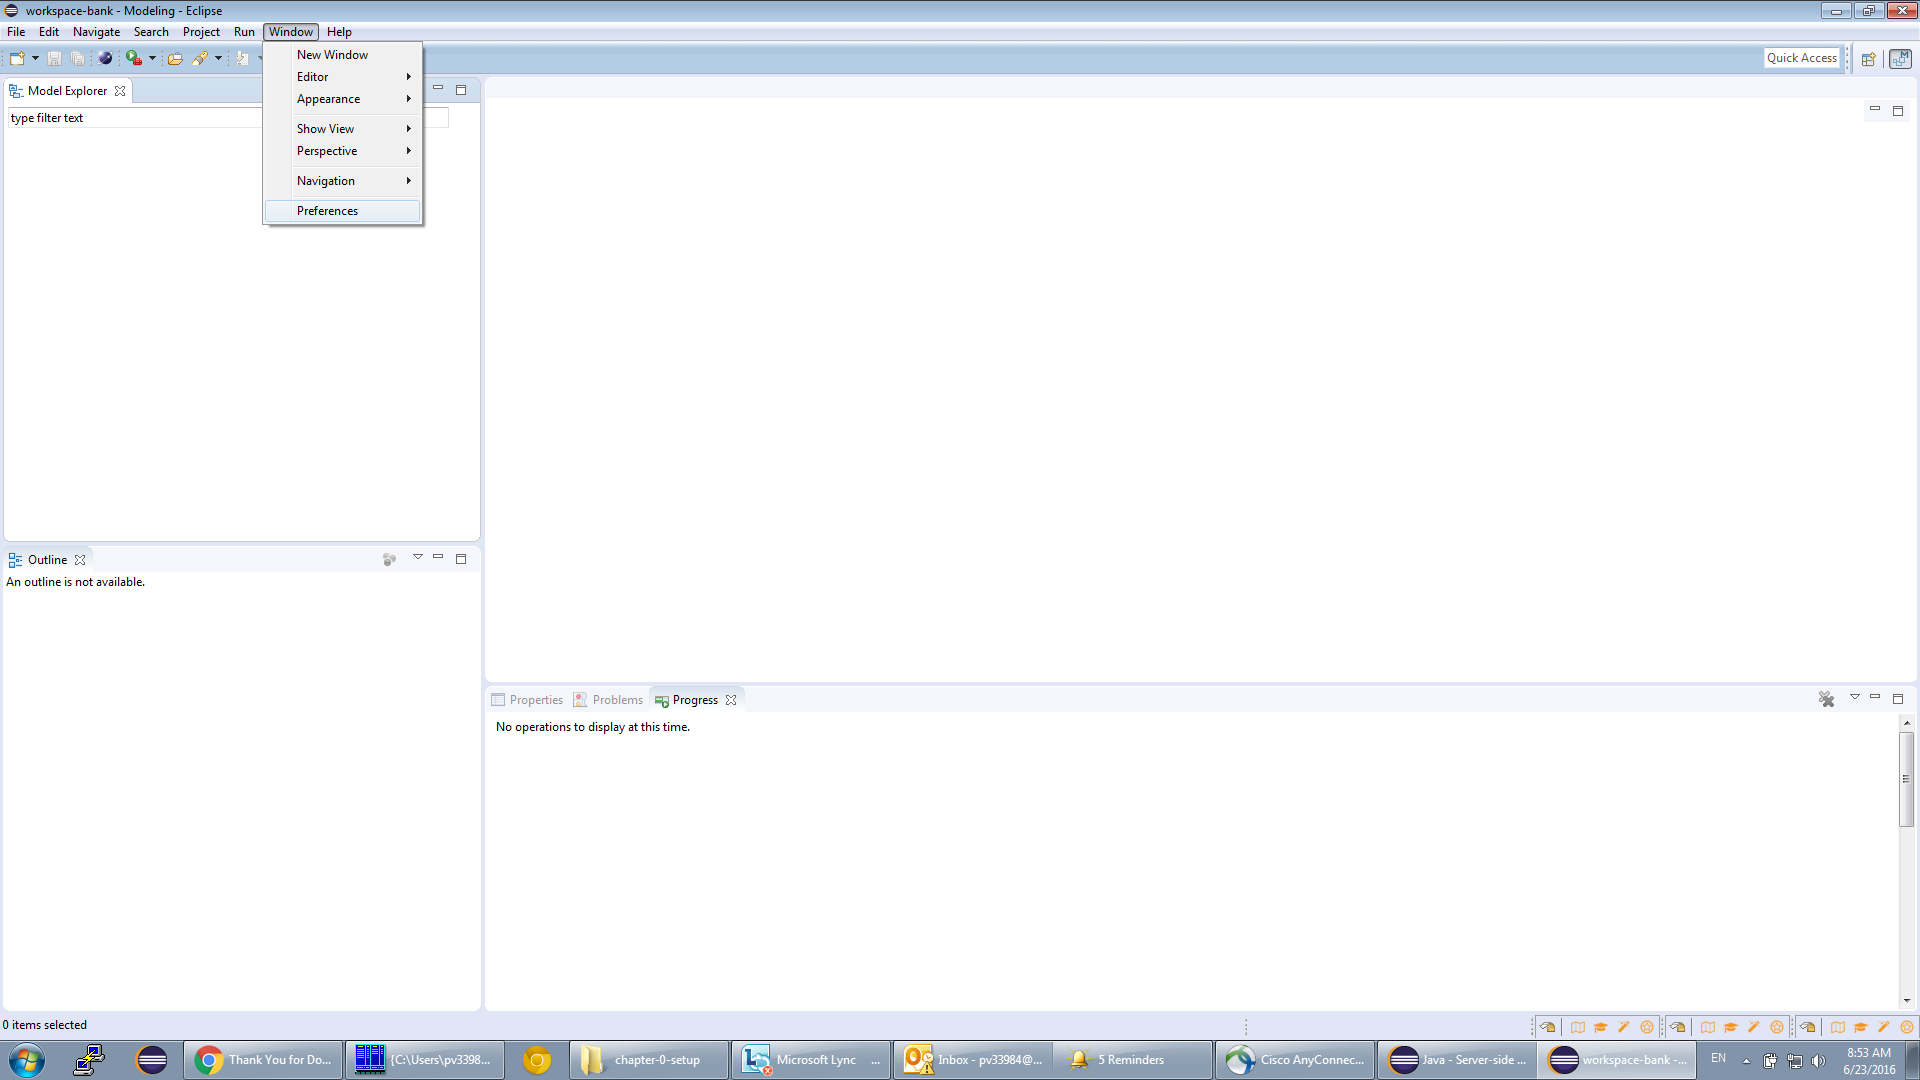 workspace-bank - Modeling - Eclipse
File Edit Navigate Search Project Run Window Help
New Window
Editor
Appearance
Show View
Perspective
Navigation
Preferences
Quick Access
Model Explorer
type filter text
Outline
An outline is not available.
Properties Problems Progress
No operations to display at this time.
0 items selected
Thank You for Do...
{C:\Users\pv3398...
chapter-0-setup
Microsoft Lync ...
Inbox - pv33984@...
5 Reminders
Cisco AnyConnec...
Java - Server-side ...
workspace-bank -...
EN
8:53 AM
6/23/2016